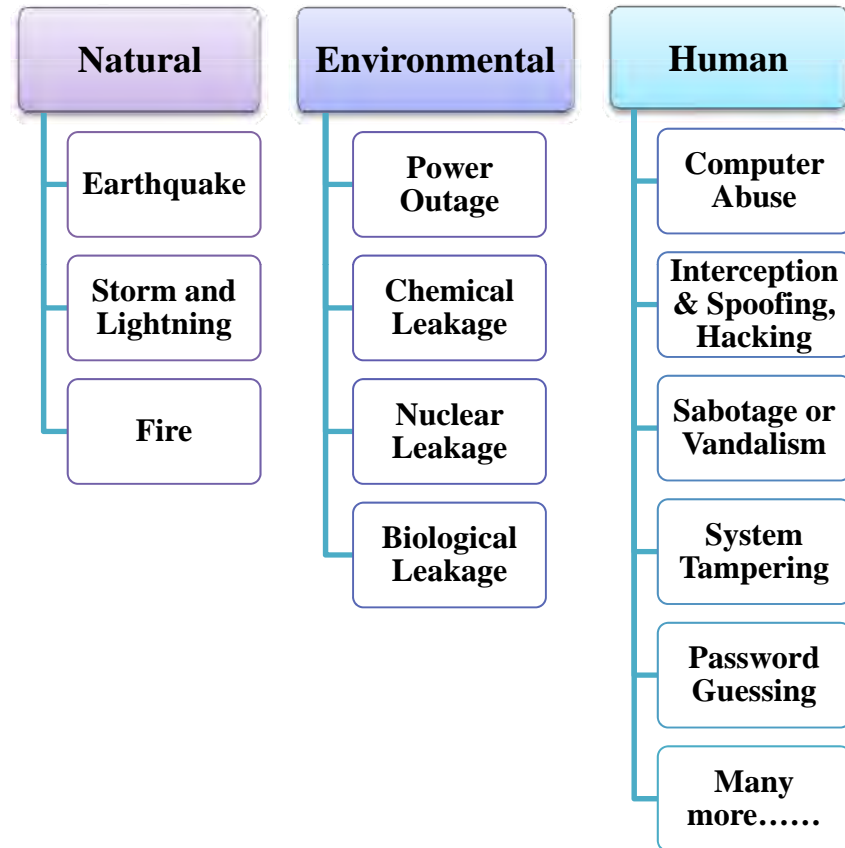 Natural
Earthquake
Storm and
Lightning
Fire
Environmental
Power
Outage
Chemical
Leakage
Nuclear
Leakage
Biological
Leakage
Human
Computer
Abuse
Interception
& Spoofing,
Hacking
Sabotage or
Vandalism
System
Tampering
Password
Guessing
Many
more……